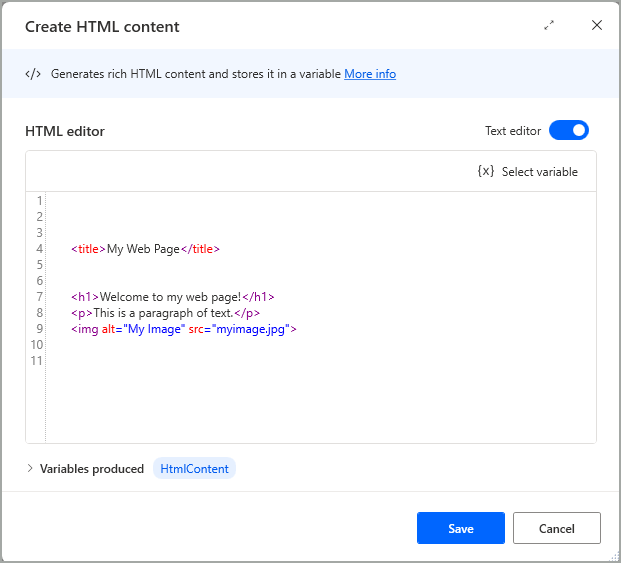 Create HTML content
</> Generates rich HTML content and stores it in a variable More info
HTML editor
Text editor
{x} Select variable
1
2
3
4 <title>My Web Page</title>
5
6
7 <h1>Welcome to my web page!</h1>
8 <p>This is a paragraph of text.</p>
9 <img alt="My Image" src="myimage.jpg">
10
11
Variables produced HtmlContent
Save Cancel